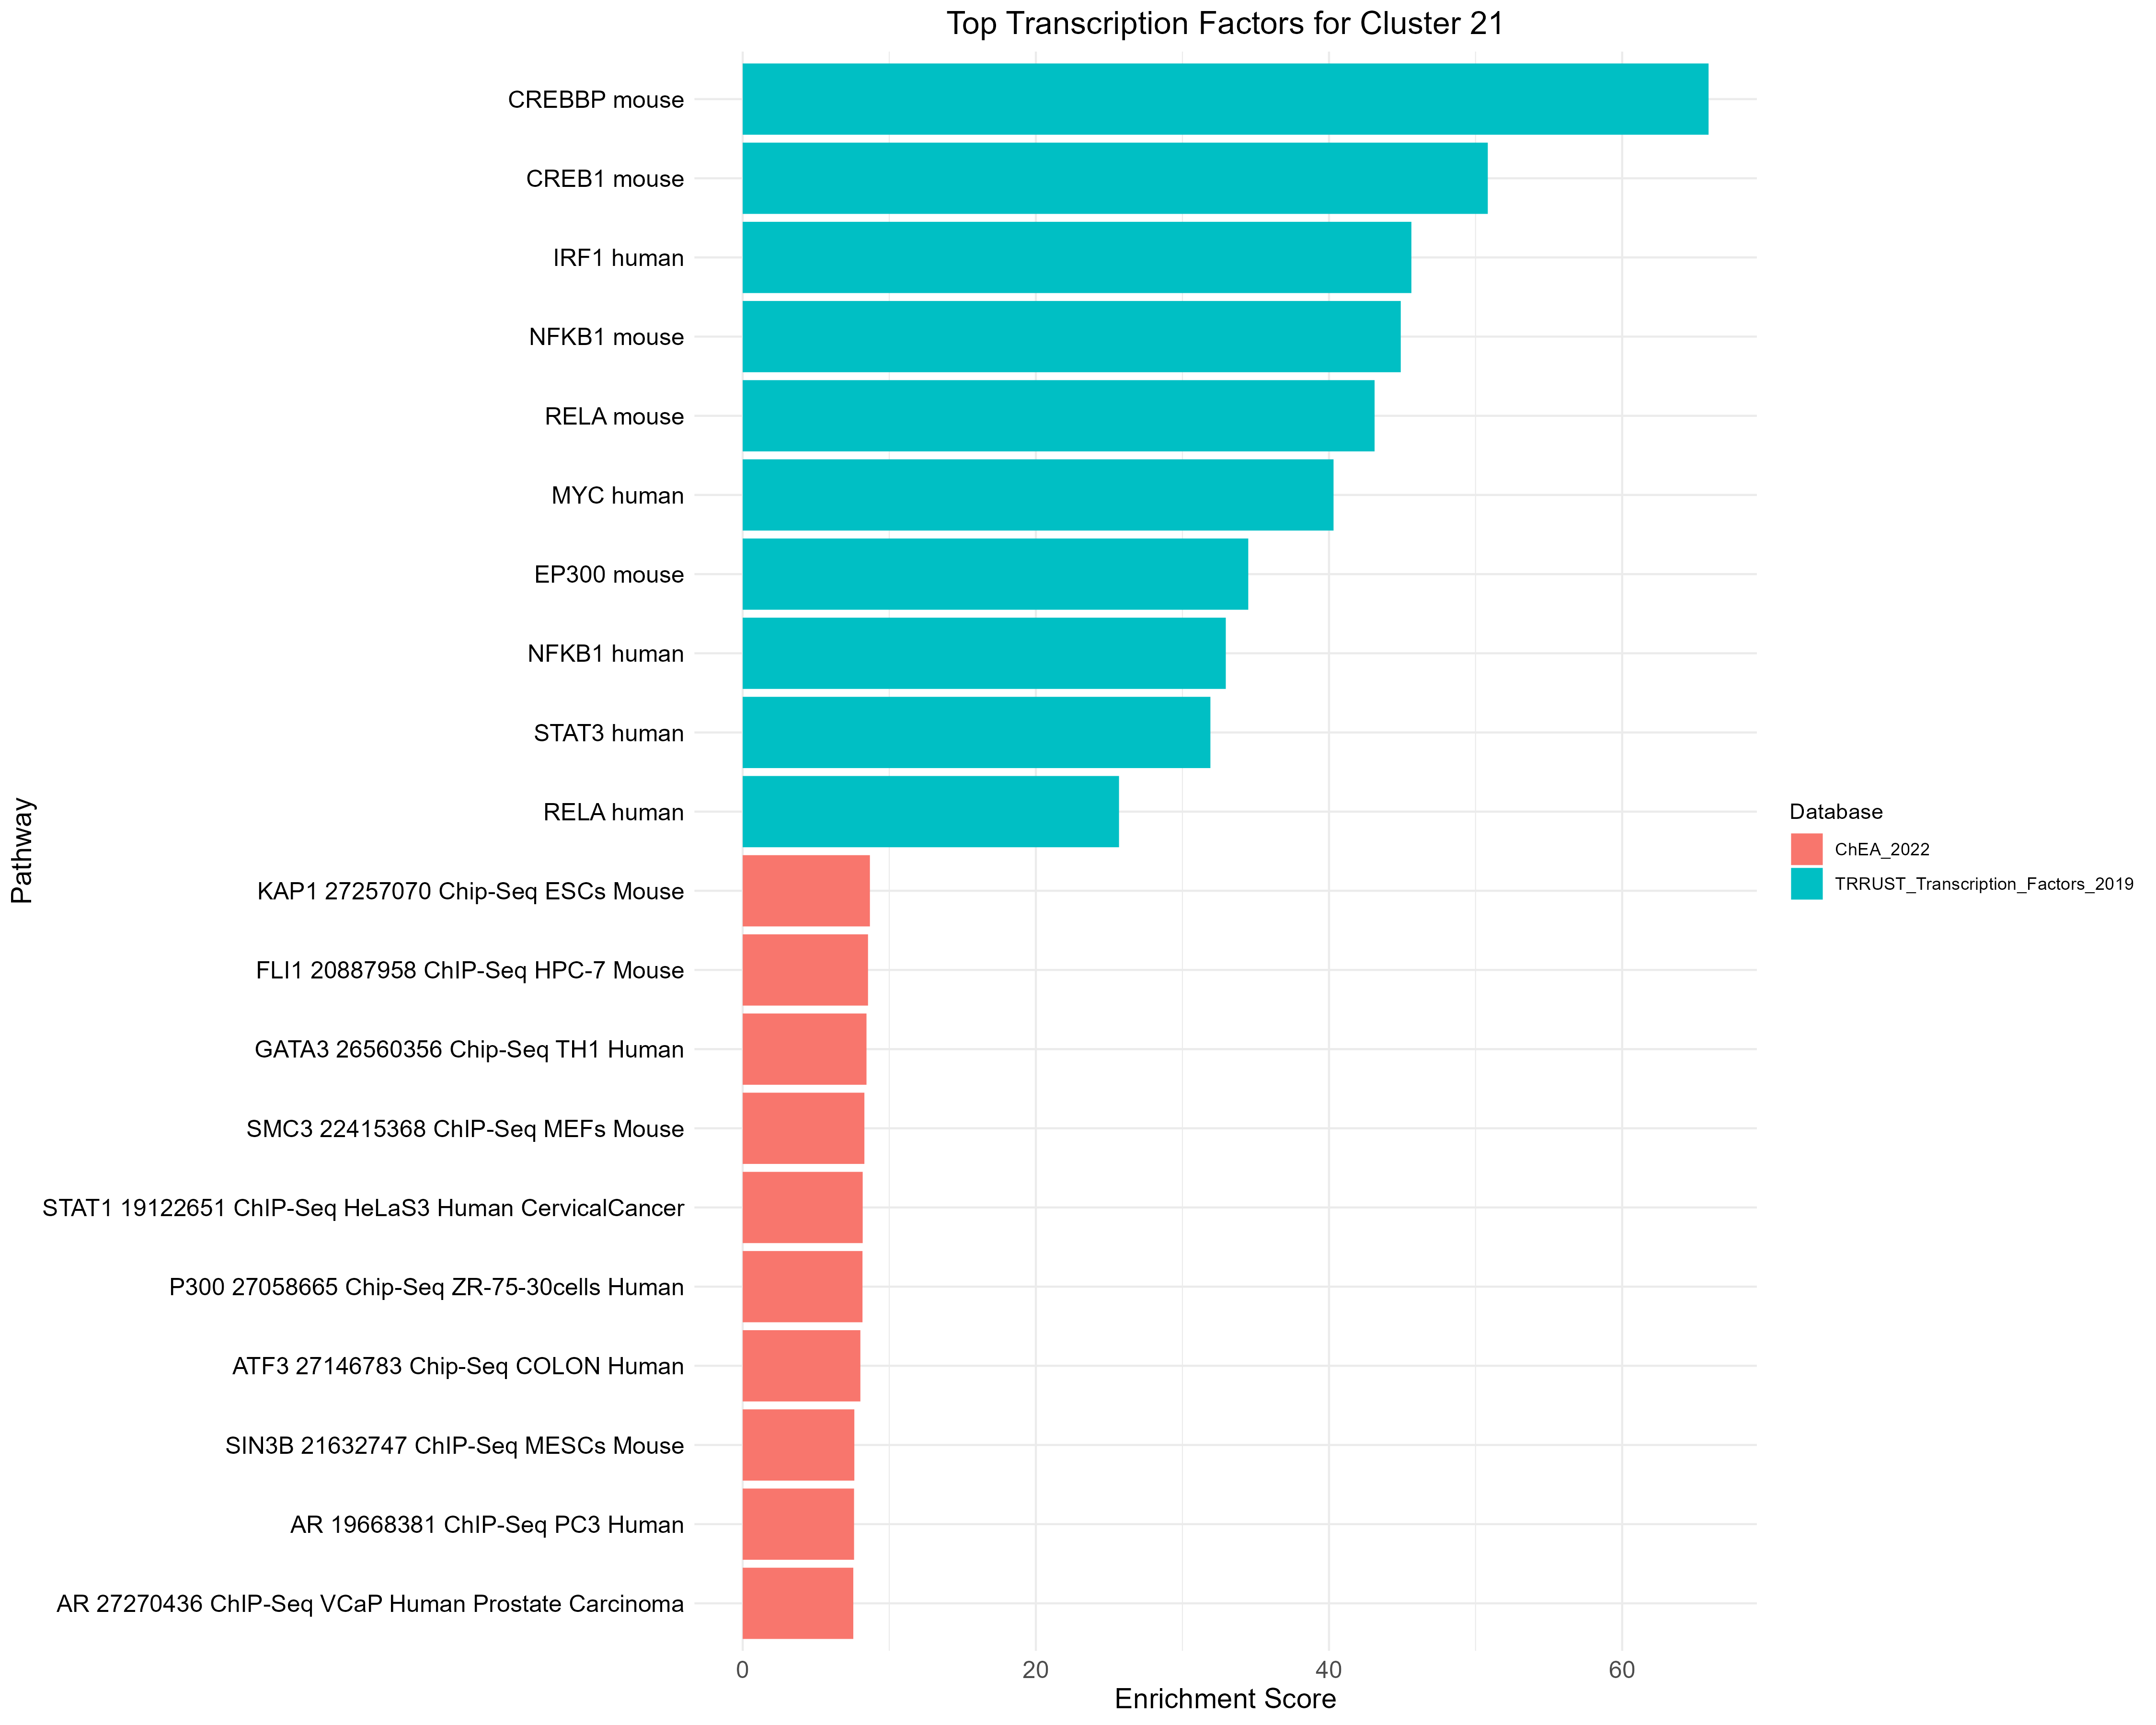 Top Transcription Factors for Cluster 21
CREBBP mouse
CREB1 mouse
IRF1 human
NFKB1 mouse
RELA mouse
MYC human
EP300 mouse
NFKB1 human
STAT3 human
RELA human
KAP1 27257070 Chip-Seq ESCs Mouse
FLI1 20887958 ChIP-Seq HPC-7 Mouse
GATA3 26560356 Chip-Seq TH1 Human
SMC3 22415368 ChIP-Seq MEFs Mouse
STAT1 19122651 ChIP-Seq HeLaS3 Human CervicalCancer
P300 27058665 Chip-Seq ZR-75-30cells Human
ATF3 27146783 Chip-Seq COLON Human
SIN3B 21632747 ChIP-Seq MESCs Mouse
AR 19668381 ChIP-Seq PC3 Human
AR 27270436 ChIP-Seq VCaP Human Prostate Carcinoma
Pathway
0 20 40 60
Enrichment Score
Database
ChEA_2022
TRRUST_Transcription_Factors_2019